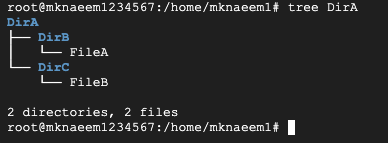 root@mknaeem1234567:/home/mknaeem1# tree DirA
DirA
├── DirB
│   └── FileA
└── DirC
    └── FileB

2 directories, 2 files
root@mknaeem1234567:/home/mknaeem1#